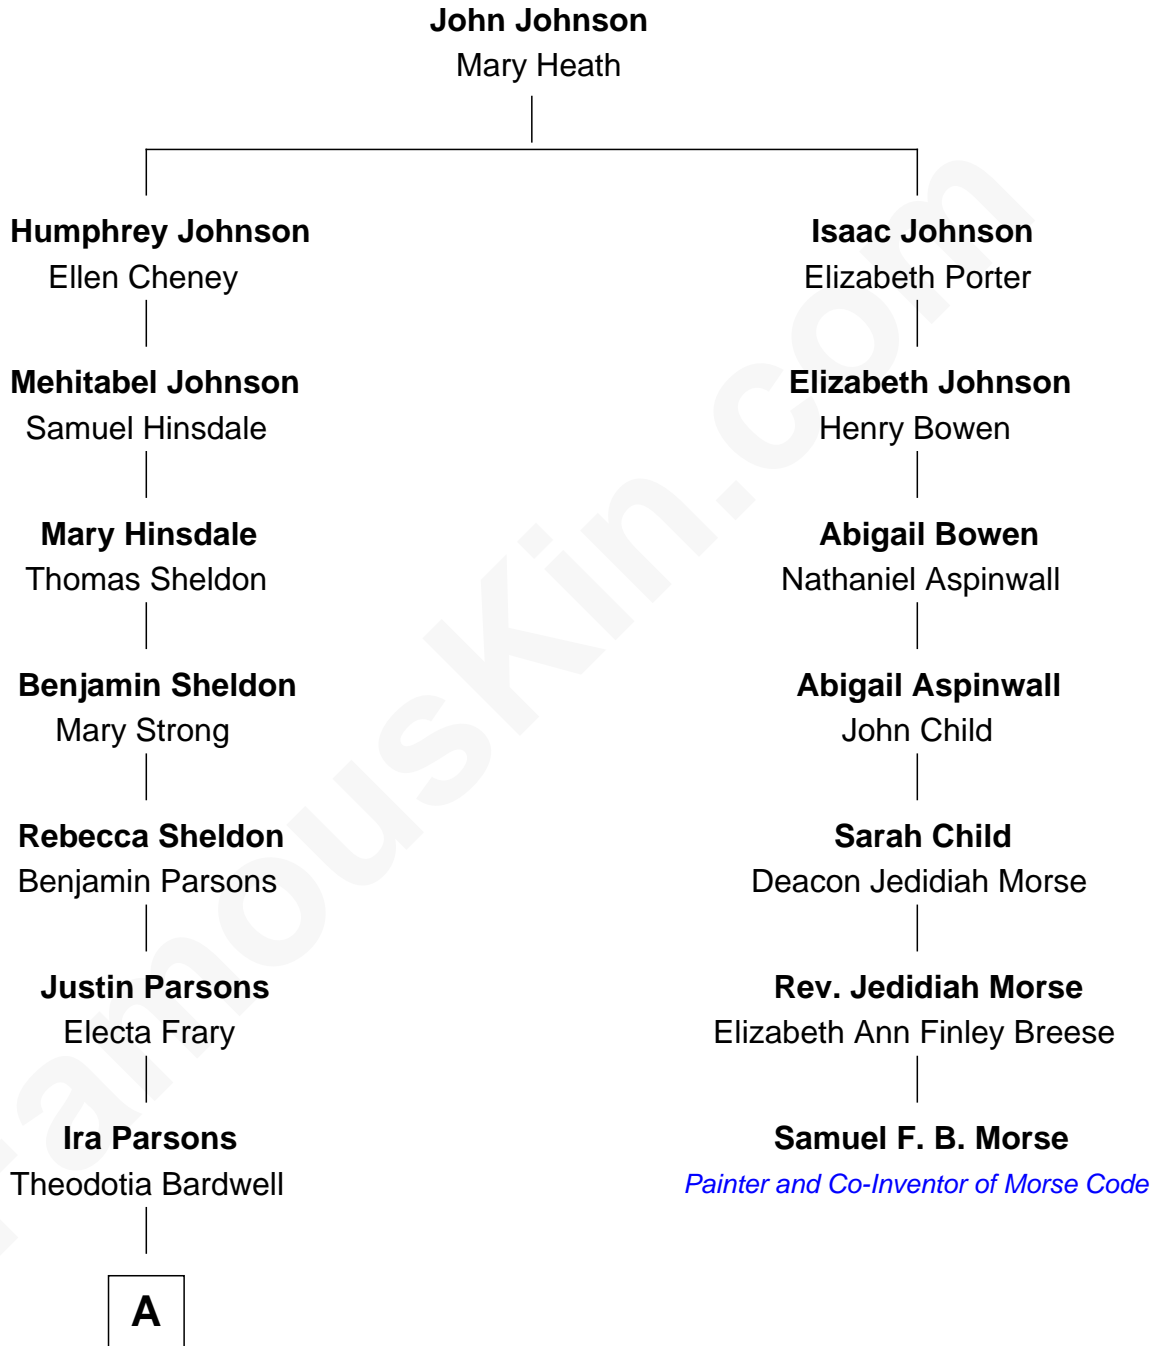 John Johnson
Mary Heath
Humphrey Johnson
Ellen Cheney
Mehitabel Johnson
Samuel Hinsdale
Mary Hinsdale
Thomas Sheldon
Benjamin Sheldon
Mary Strong
Rebecca Sheldon
Benjamin Parsons
Justin Parsons
Electa Frary
Ira Parsons
Theodotia Bardwell
A
Isaac Johnson
Elizabeth Porter
Elizabeth Johnson
Henry Bowen
Abigail Bowen
Nathaniel Aspinwall
Abigail Aspinwall
John Child
Sarah Child
Deacon Jedidiah Morse
Rev. Jedidiah Morse
Elizabeth Ann Finley Breese
Samuel F. B. Morse
Painter and Co-Inventor of Morse Code
FamousKin.com